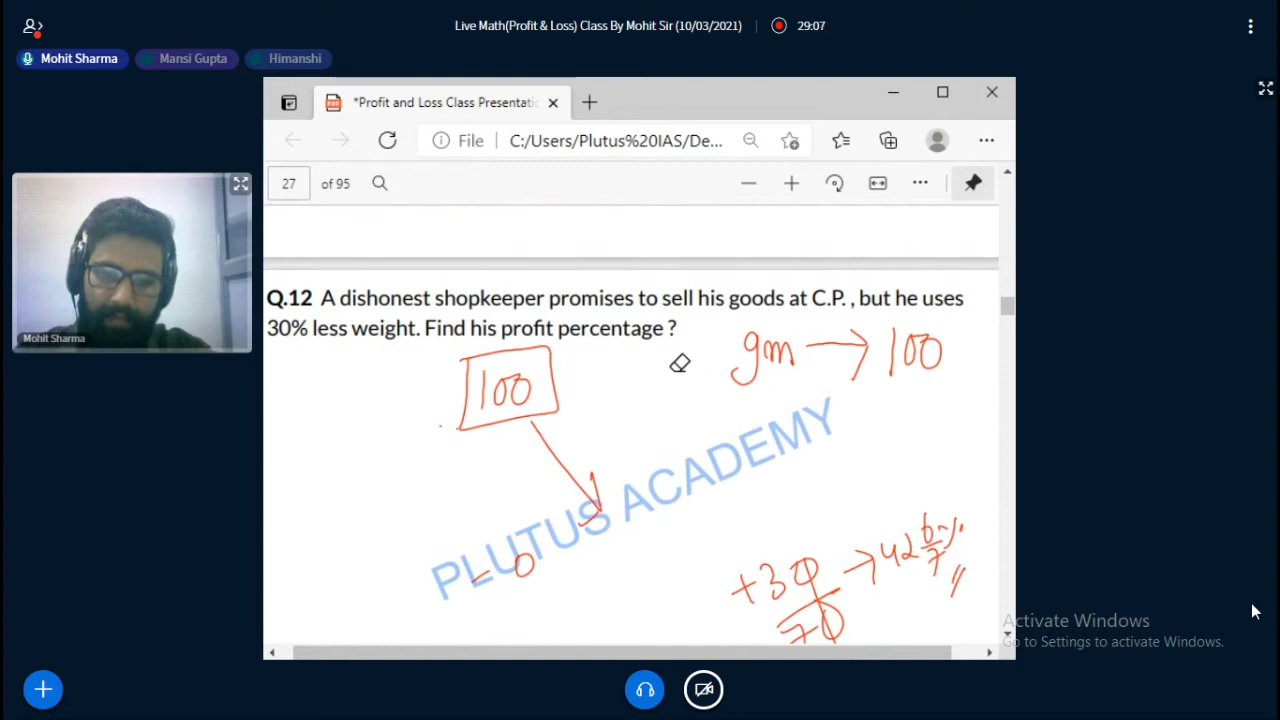 Live Math(Profit & Loss) Class By Mohit Sir (10/03/2021)
29:07
Mohit Sharma
Mansi Gupta
Himanshi
*Profit and Loss Class Presentatio
File
C:/Users/Plutus%20IAS/De...
27 of 95
Mohit Sharma
Q.12 A dishonest shopkeeper promises to sell his goods at C.P. , but he uses
30% less weight. Find his profit percentage ?
gm → 100
100
PLUTUS ACADEMY
- 0
+30/70 → 42 6/7 %
Activate Windows
Go to Settings to activate Windows.